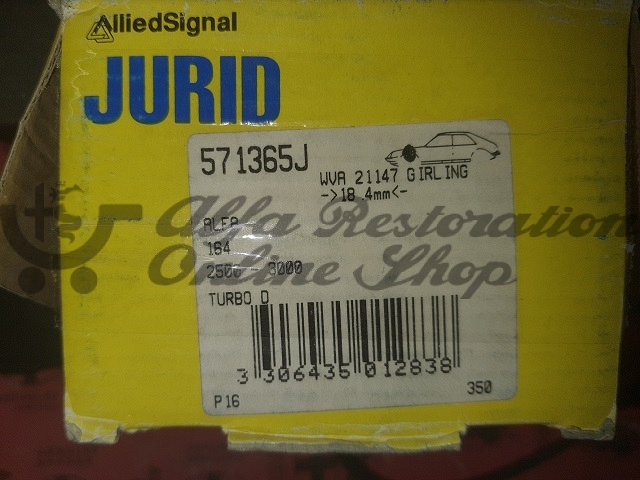 AlliedSignal
JURID
571365J
WVA 21147 GIRLING
->18.4mm<-
ALFA
164
2500 - 3000
TURBO D
3 306435 012838
P16
350
Alfa Restoration
Online Shop